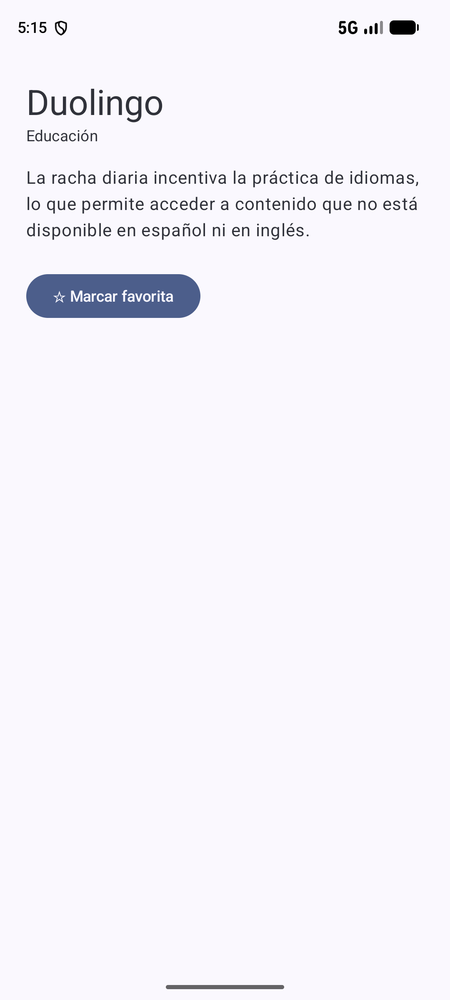 5:15
5G
Duolingo
Educación
La racha diaria incentiva la práctica de idiomas,
lo que permite acceder a contenido que no está
disponible en español ni en inglés.
☆ Marcar favorita